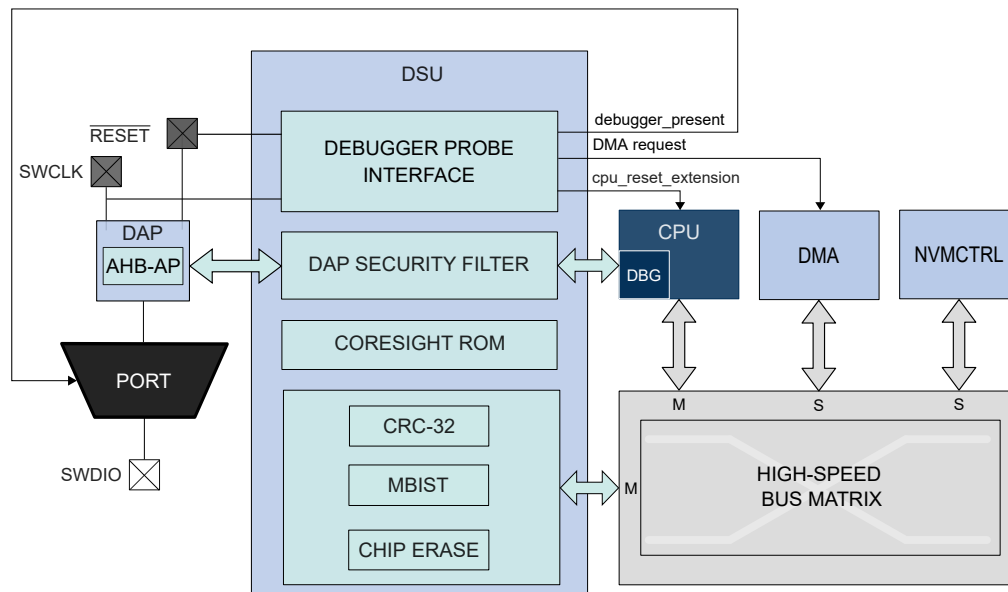 DSU
debugger_present
RESET
DEBUGGER PROBE
INTERFACE
DMA request
SWCLK
cpu_reset_extension
DAP
AHB-AP
DAP SECURITY FILTER
CPU
DBG
DMA
NVMCTRL
CORESIGHT ROM
PORT
M
S
S
CRC-32
SWDIO
MBIST
M
HIGH-SPEED
BUS MATRIX
CHIP ERASE